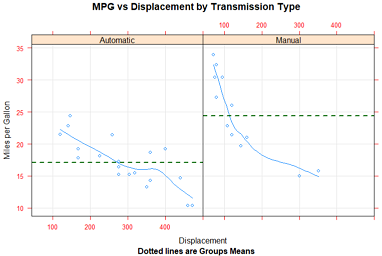 MPG vs Displacement by Transmission Type
100 200 300 400
Automatic Manual
35
30
25
20
15
10
Miles per Gallon
100 200 300 400
Displacement
Dotted lines are Groups Means